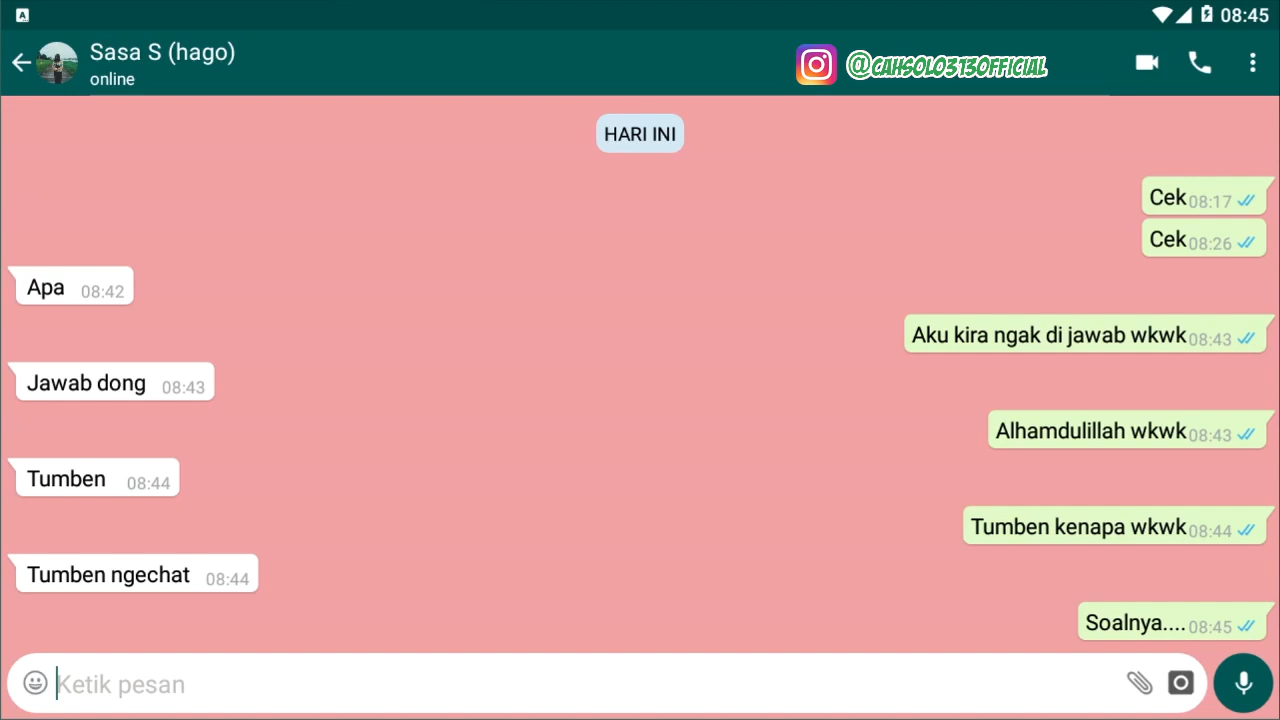 A
08:45
Sasa S (hago)
online
@CAHSOLO313OFFICIAL
HARI INI
Cek 08:17
Cek 08:26
Apa 08:42
Aku kira ngak di jawab wkwk 08:43
Jawab dong 08:43
Alhamdulillah wkwk 08:43
Tumben 08:44
Tumben kenapa wkwk 08:44
Tumben ngechat 08:44
Soalnya.... 08:45
Ketik pesan